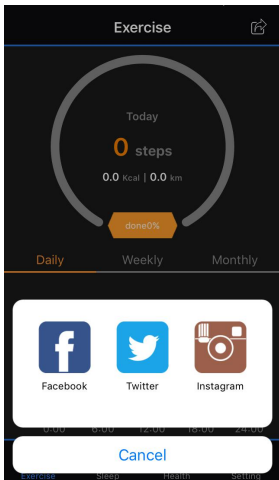 Exercise
Today
0 steps
0.0 Kcal | 0.0 km
done0%
Daily Weekly Monthly
Facebook Twitter Instagram
0:00 6:00 12:00 18:00 24:00
Cancel
Exercise Sleep Health Setting